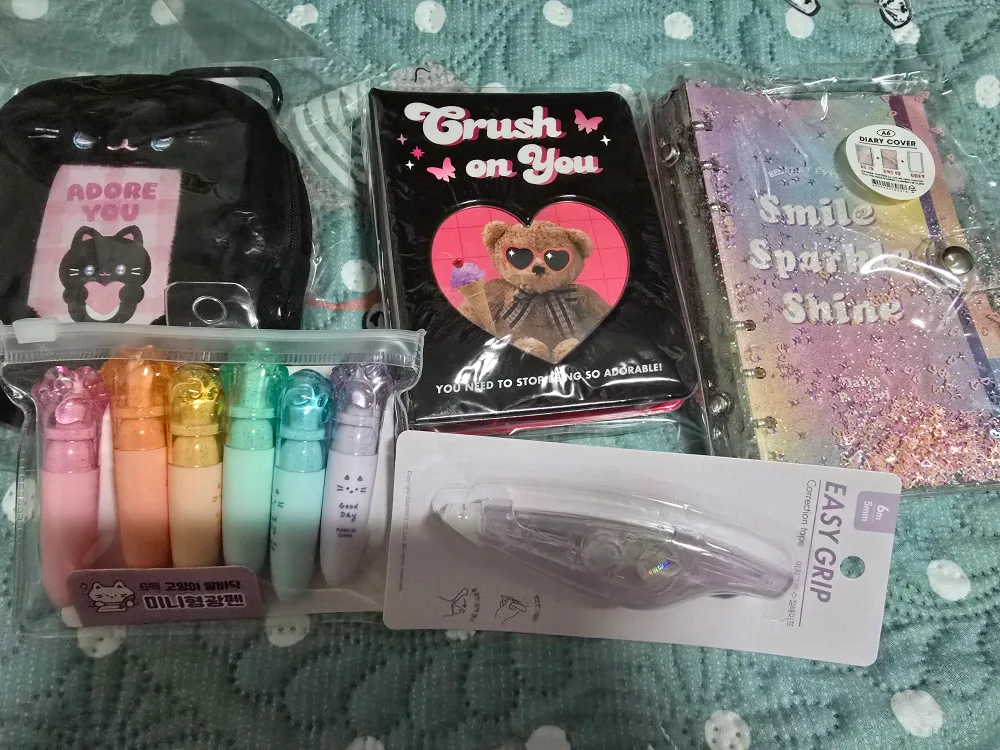 ADORE
YOU
Crush
on You
YOU NEED TO STOP BEING SO ADORABLE!
A6
DIARY COVER
Smile
Sparkle
Shine
Good
Day
6색 고양이 발바닥
미니형광펜
EASY GRIP
Correction tape
6m
5mm